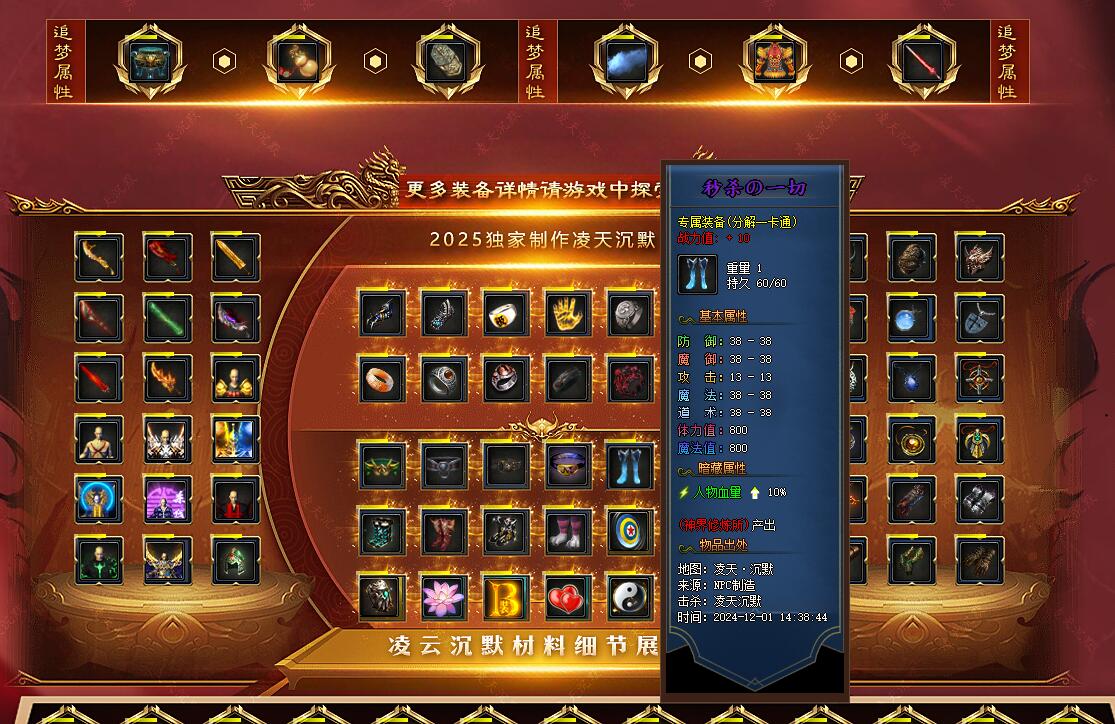 追梦属性
追梦属性
追梦属性
更多装备详情请游戏中探
2025独家制作凌天沉默
秒杀の一切
专属装备(分解一卡通)
战力值: + 10
重量 1
持久 60/60
基本属性
防 御: 38 - 38
魔 御: 38 - 38
攻 击: 13 - 13
魔 法: 38 - 38
道 术: 38 - 38
体力值: 800
魔法值: 800
暗藏属性
人物血量 10%
(神界修炼所)产出
物品出处
地图: 凌天·沉默
来源: NPC制造
击杀: 凌天沉默
时间: 2024-12-01 14:38:44
凌云沉默材料细节展